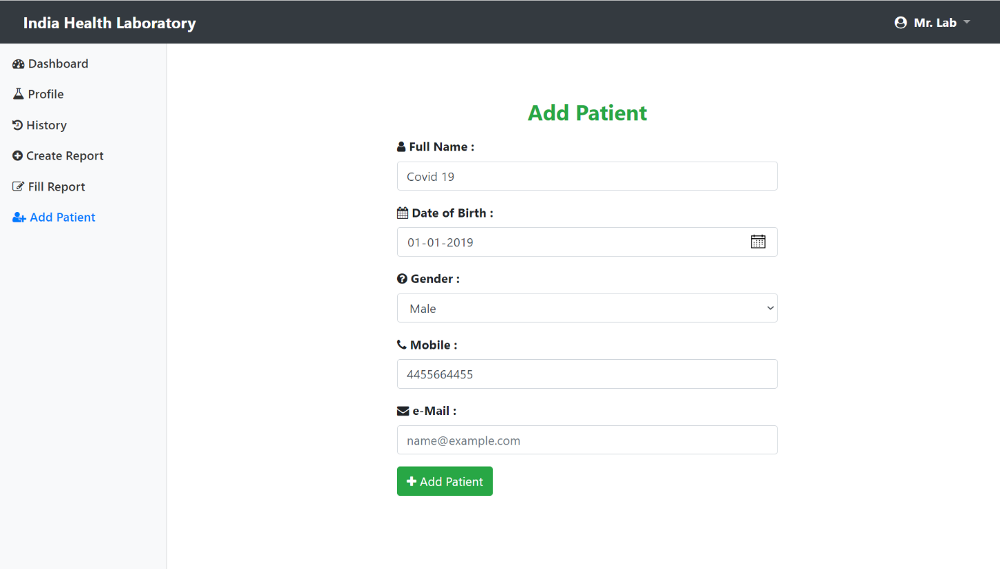 India Health Laboratory
Mr. Lab
Dashboard
Profile
History
Create Report
Fill Report
Add Patient
Add Patient
Full Name :
Covid 19
Date of Birth :
01-01-2019
Gender :
Male
Mobile :
4455664455
e-Mail :
name@example.com
Add Patient